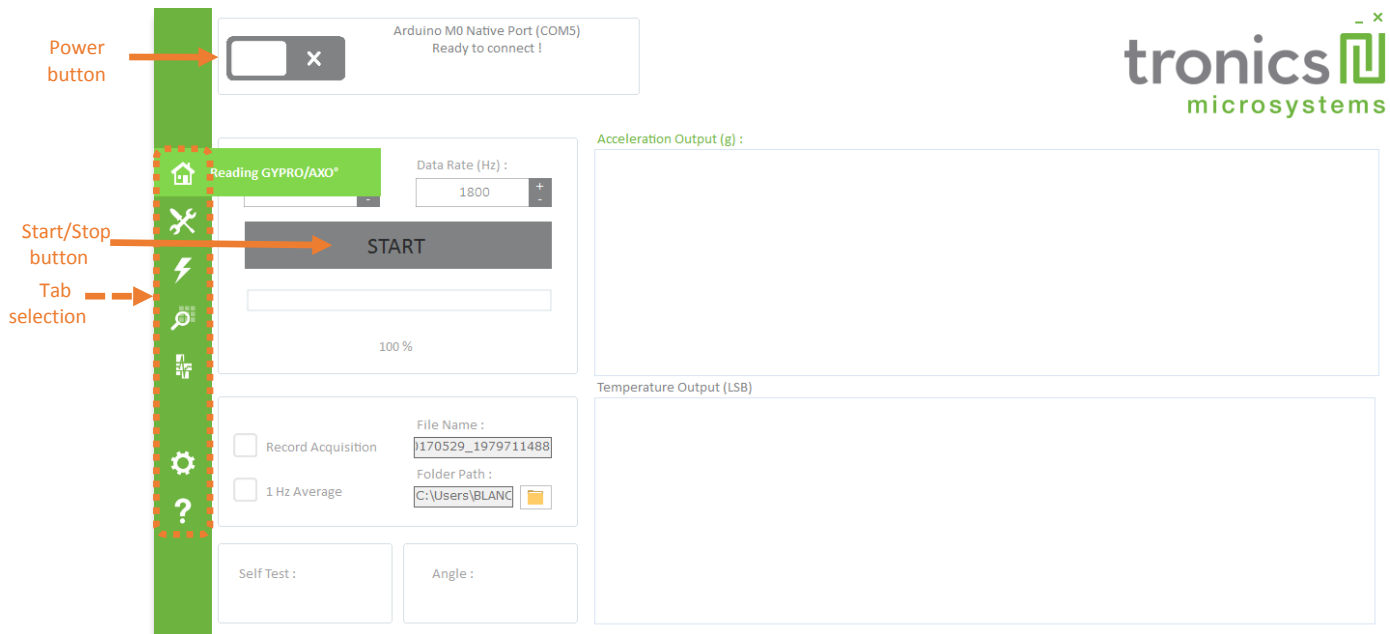 Power
button
Arduino M0 Native Port (COM5)
Ready to connect !
tronics
microsystems
Reading GYPRO/AXO®
Data Rate (Hz) :
1800
+
-
-
Start/Stop
button
START
Tab
selection
100 %
Record Acquisition
1 Hz Average
File Name :
0170529_1979711488
Folder Path :
C:\Users\BLANC
Self Test :
Angle :
Acceleration Output (g) :
Temperature Output (LSB)